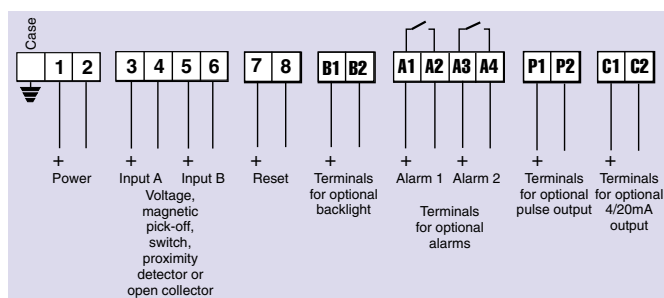 Case
1 2 3 4 5 6 7 8 B1 B2 A1 A2 A3 A4 P1 P2 C1 C2
+ + + + + + + + +
Power
Input A Input B
Voltage,
magnetic
pick-off,
switch,
proximity
detector or
open collector
Reset
Terminals
for optional
backlight
Alarm 1 Alarm 2
Terminals
for optional
alarms
Terminals
for optional
pulse output
Terminals
for optional
4/20mA
output